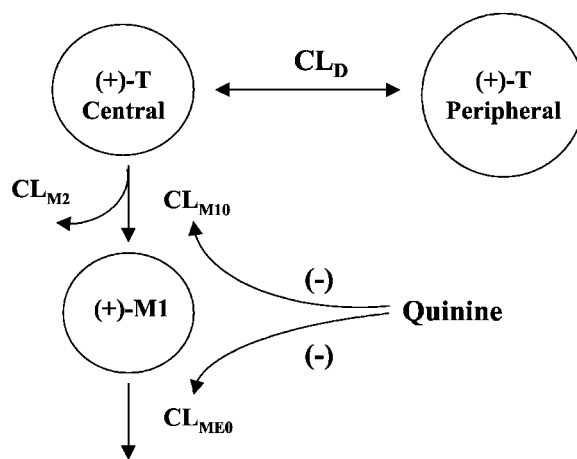 (+)-T
Central
CL_D
(+)-T
Peripheral
CL_M2
CL_M10
(+)-M1
(-)
Quinine
(-)
CL_ME0